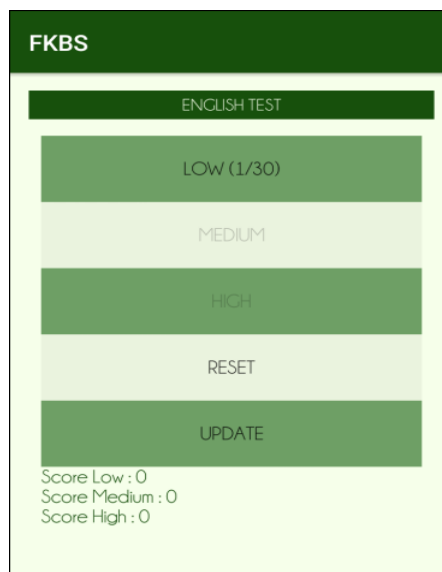 FKBS
ENGLISH TEST
LOW (1/30)
MEDIUM
HIGH
RESET
UPDATE
Score Low : 0
Score Medium : 0
Score High : 0